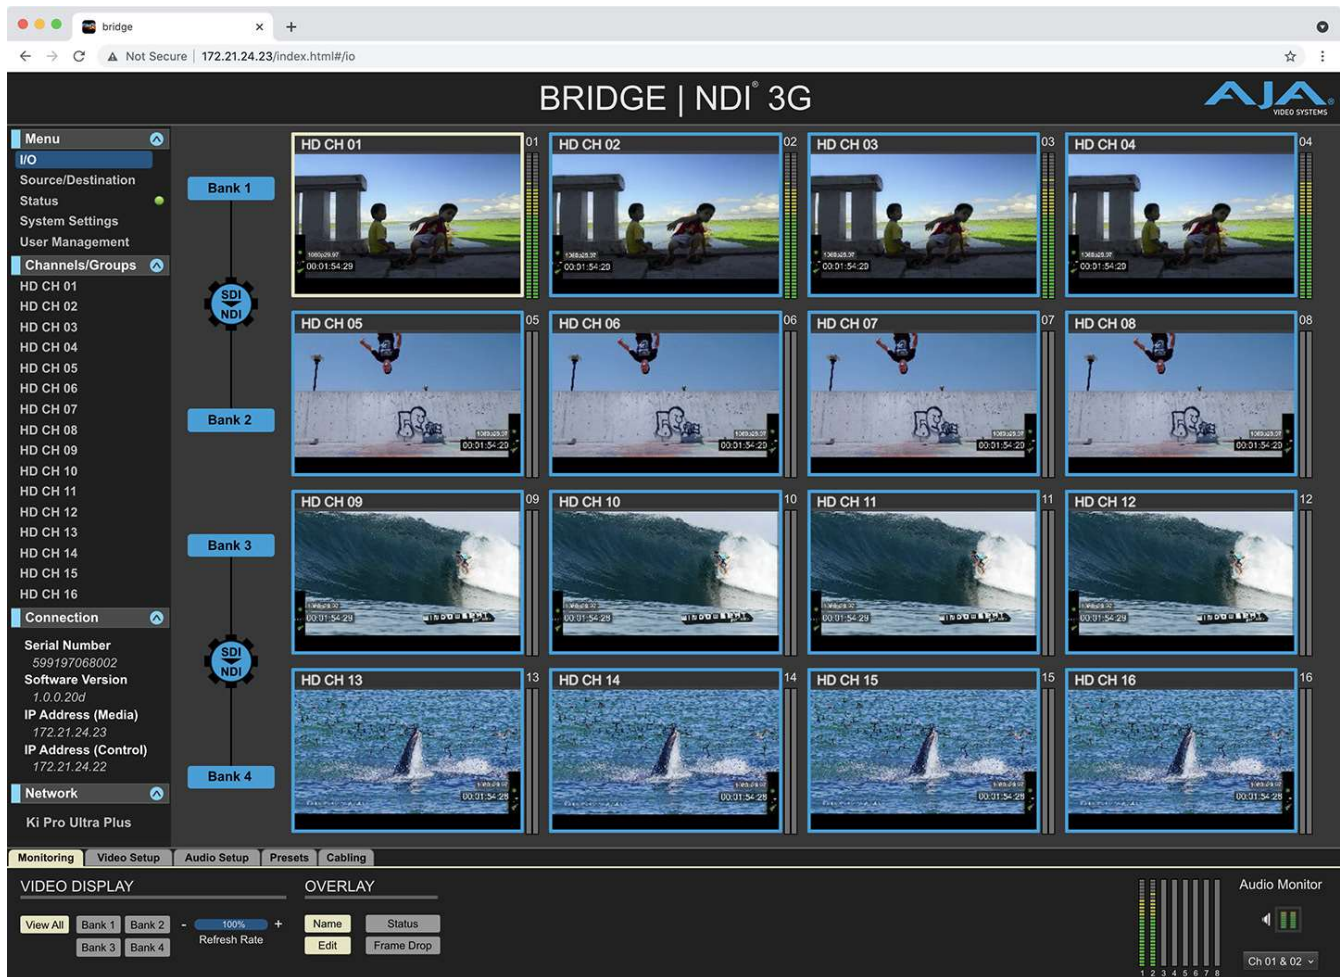 bridge
Not Secure | 172.21.24.23/index.html#/io
BRIDGE | NDI® 3G
AJA
VIDEO SYSTEMS
Menu
I/O
Source/Destination
Status
System Settings
User Management
Channels/Groups
HD CH 01
HD CH 02
HD CH 03
HD CH 04
HD CH 05
HD CH 06
HD CH 07
HD CH 08
HD CH 09
HD CH 10
HD CH 11
HD CH 12
HD CH 13
HD CH 14
HD CH 15
HD CH 16
Connection
Serial Number
599197068002
Software Version
1.0.0.20d
IP Address (Media)
172.21.24.23
IP Address (Control)
172.21.24.22
Network
Ki Pro Ultra Plus
Bank 1
SDI
NDI
Bank 2
Bank 3
SDI
NDI
Bank 4
HD CH 01 01 HD CH 02 02 HD CH 03 03 HD CH 04 04
1080p29.97
00:01:54:29 00:01:54:29 00:01:54:29 00:01:54:29
HD CH 05 05 HD CH 06 06 HD CH 07 07 HD CH 08 08
00:01:54:29 00:01:54:29 00:01:54:29 00:01:54:29
HD CH 09 09 HD CH 10 10 HD CH 11 11 HD CH 12 12
00:01:54:29 00:01:54:28 00:01:54:29 00:01:54:29
HD CH 13 13 HD CH 14 14 HD CH 15 15 HD CH 16 16
00:01:54:28 00:01:54:28 00:01:54:28 00:01:54:28
Monitoring Video Setup Audio Setup Presets Cabling
VIDEO DISPLAY
View All Bank 1 Bank 2 - 100% +
Bank 3 Bank 4 Refresh Rate
OVERLAY
Name Status
Edit Frame Drop
1 2 3 4 5 6 7 8
Audio Monitor
Ch 01 & 02